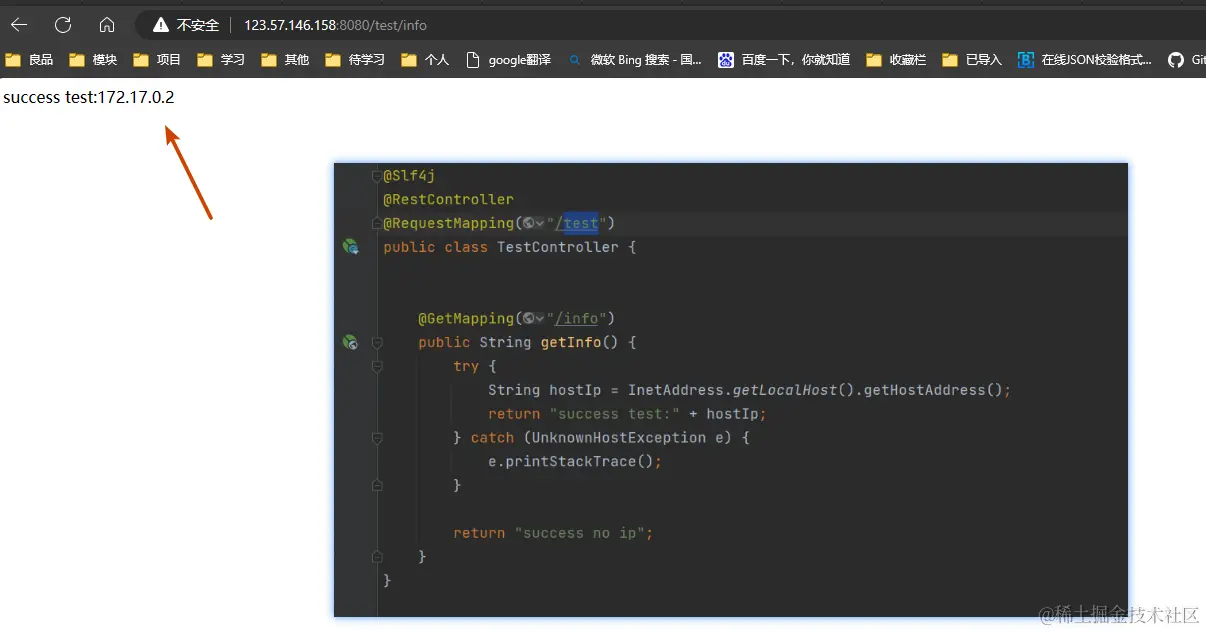 不安全 123.57.146.158:8080/test/info
良品 模块 项目 学习 其他 待学习 个人 google翻译 微软 Bing 搜索 - 国... 百度一下，你就知道 收藏栏 已导入 在线JSON校验格式... Git
success test:172.17.0.2
@Slf4j
@RestController
@RequestMapping("/test")
public class TestController {
@GetMapping("/info")
public String getInfo() {
try {
String hostIp = InetAddress.getLocalHost().getHostAddress();
return "success test:" + hostIp;
} catch (UnknownHostException e) {
e.printStackTrace();
}
return "success no ip";
}
}
@稀土掘金技术社区